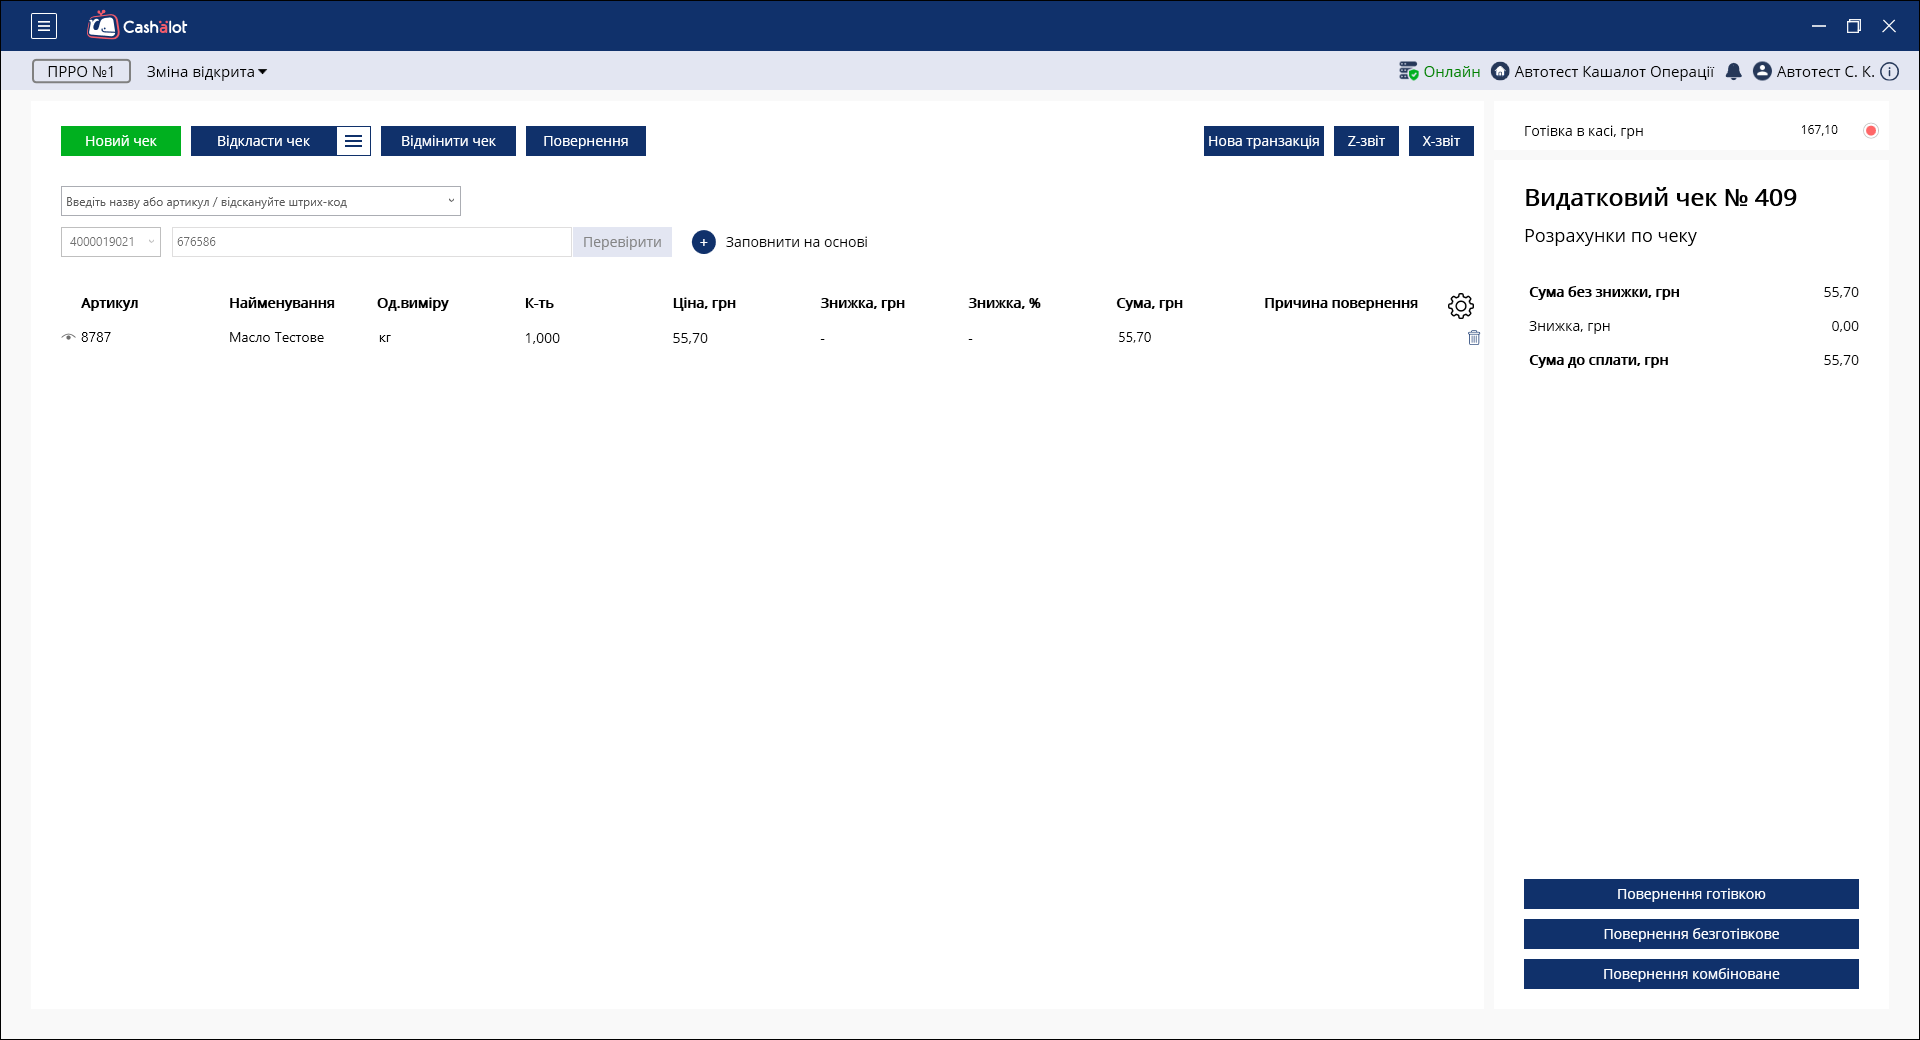 Cashalot
ПРРО №1
Зміна відкрита
Онлайн
Автотест Кашалот Операції
Автотест С. К.
Новий чек
Відкласти чек
Відмінити чек
Повернення
Нова транзакція
Z-звіт
X-звіт
Введіть назву або артикул / відскануйте штрих-код
4000019021
676586
Перевірити
Заповнити на основі
Артикул Найменування Од.виміру К-ть Ціна, грн Знижка, грн Знижка, % Сума, грн Причина повернення
8787 Масло Тестове кг 1,000 55,70 - - 55,70
Готівка в касі, грн 167,10
Видатковий чек № 409
Розрахунки по чеку
Сума без знижки, грн 55,70
Знижка, грн 0,00
Сума до сплати, грн 55,70
Повернення готівкою
Повернення безготівкове
Повернення комбіноване